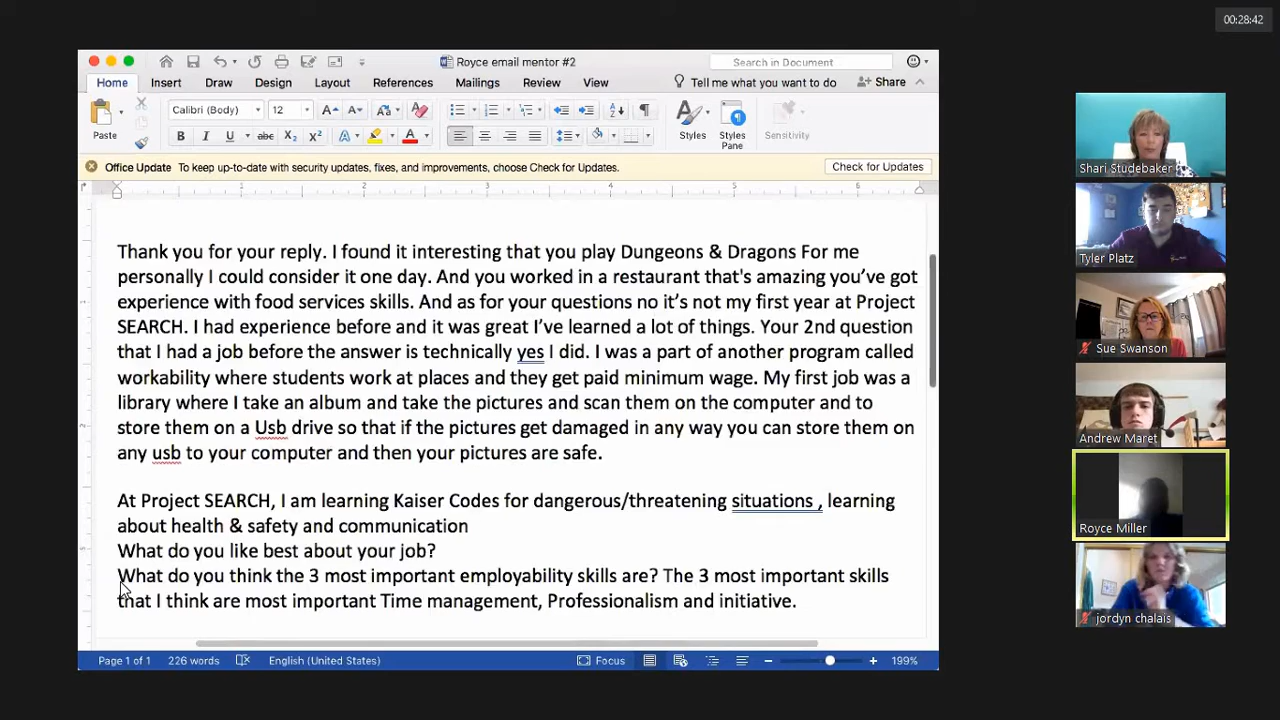 00:28:42
Royce email mentor #2
Search in Document
Home Insert Draw Design Layout References Mailings Review View Tell me what you want to do Share
Paste
Calibri (Body) 12
Styles
Styles Pane
Sensitivity
Office Update To keep up-to-date with security updates, fixes, and improvements, choose Check for Updates. Check for Updates
1 2 3 4 5 6
Thank you for your reply. I found it interesting that you play Dungeons & Dragons For me
personally I could consider it one day. And you worked in a restaurant that's amazing you've got
experience with food services skills. And as for your questions no it's not my first year at Project
SEARCH. I had experience before and it was great I've learned a lot of things. Your 2nd question
that I had a job before the answer is technically yes I did. I was a part of another program called
workability where students work at places and they get paid minimum wage. My first job was a
library where I take an album and take the pictures and scan them on the computer and to
store them on a Usb drive so that if the pictures get damaged in any way you can store them on
any usb to your computer and then your pictures are safe.
At Project SEARCH, I am learning Kaiser Codes for dangerous/threatening situations , learning
about health & safety and communication
What do you like best about your job?
What do you think the 3 most important employability skills are? The 3 most important skills
that I think are most important Time management, Professionalism and initiative.
Page 1 of 1 226 words English (United States) Focus 199%
Shari Studebaker
Tyler Platz
Sue Swanson
Andrew Maret
Royce Miller
jordyn chalais